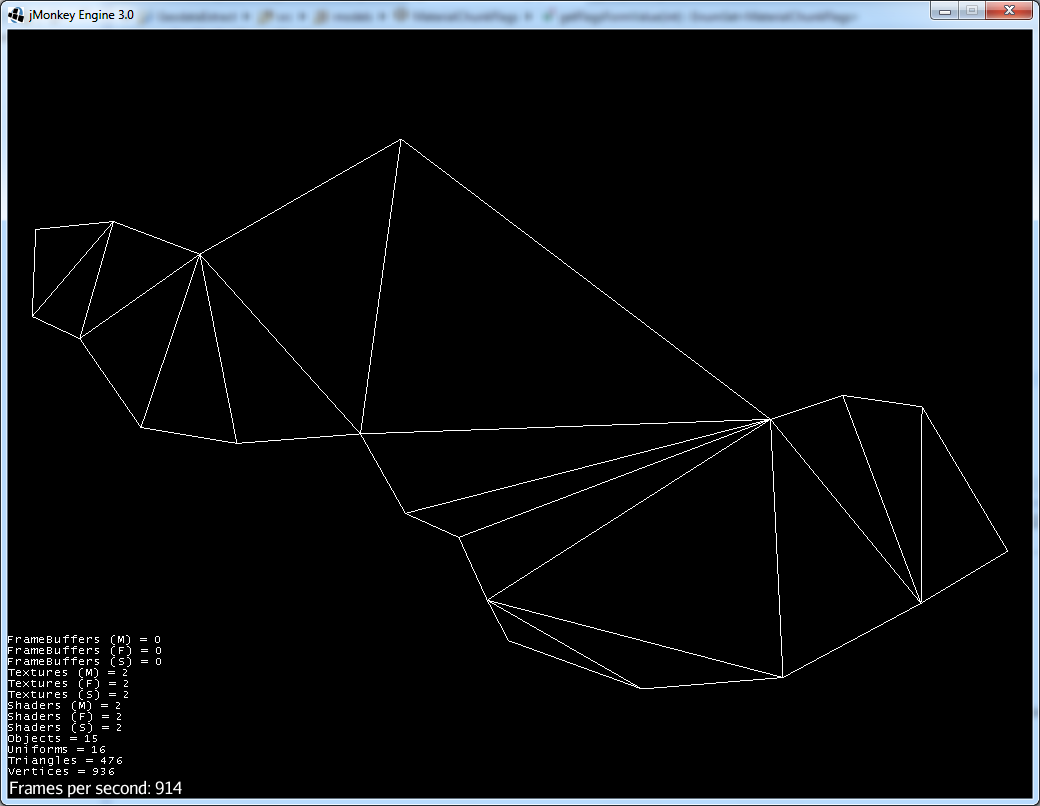 jMonkey Engine 3.0
FrameBuffers (M) = 0
FrameBuffers (F) = 0
FrameBuffers (S) = 0
Textures (M) = 2
Textures (F) = 2
Textures (S) = 2
Shaders (M) = 2
Shaders (F) = 2
Shaders (S) = 2
Objects = 15
Uniforms = 16
Triangles = 476
Vertices = 936
Frames per second: 914